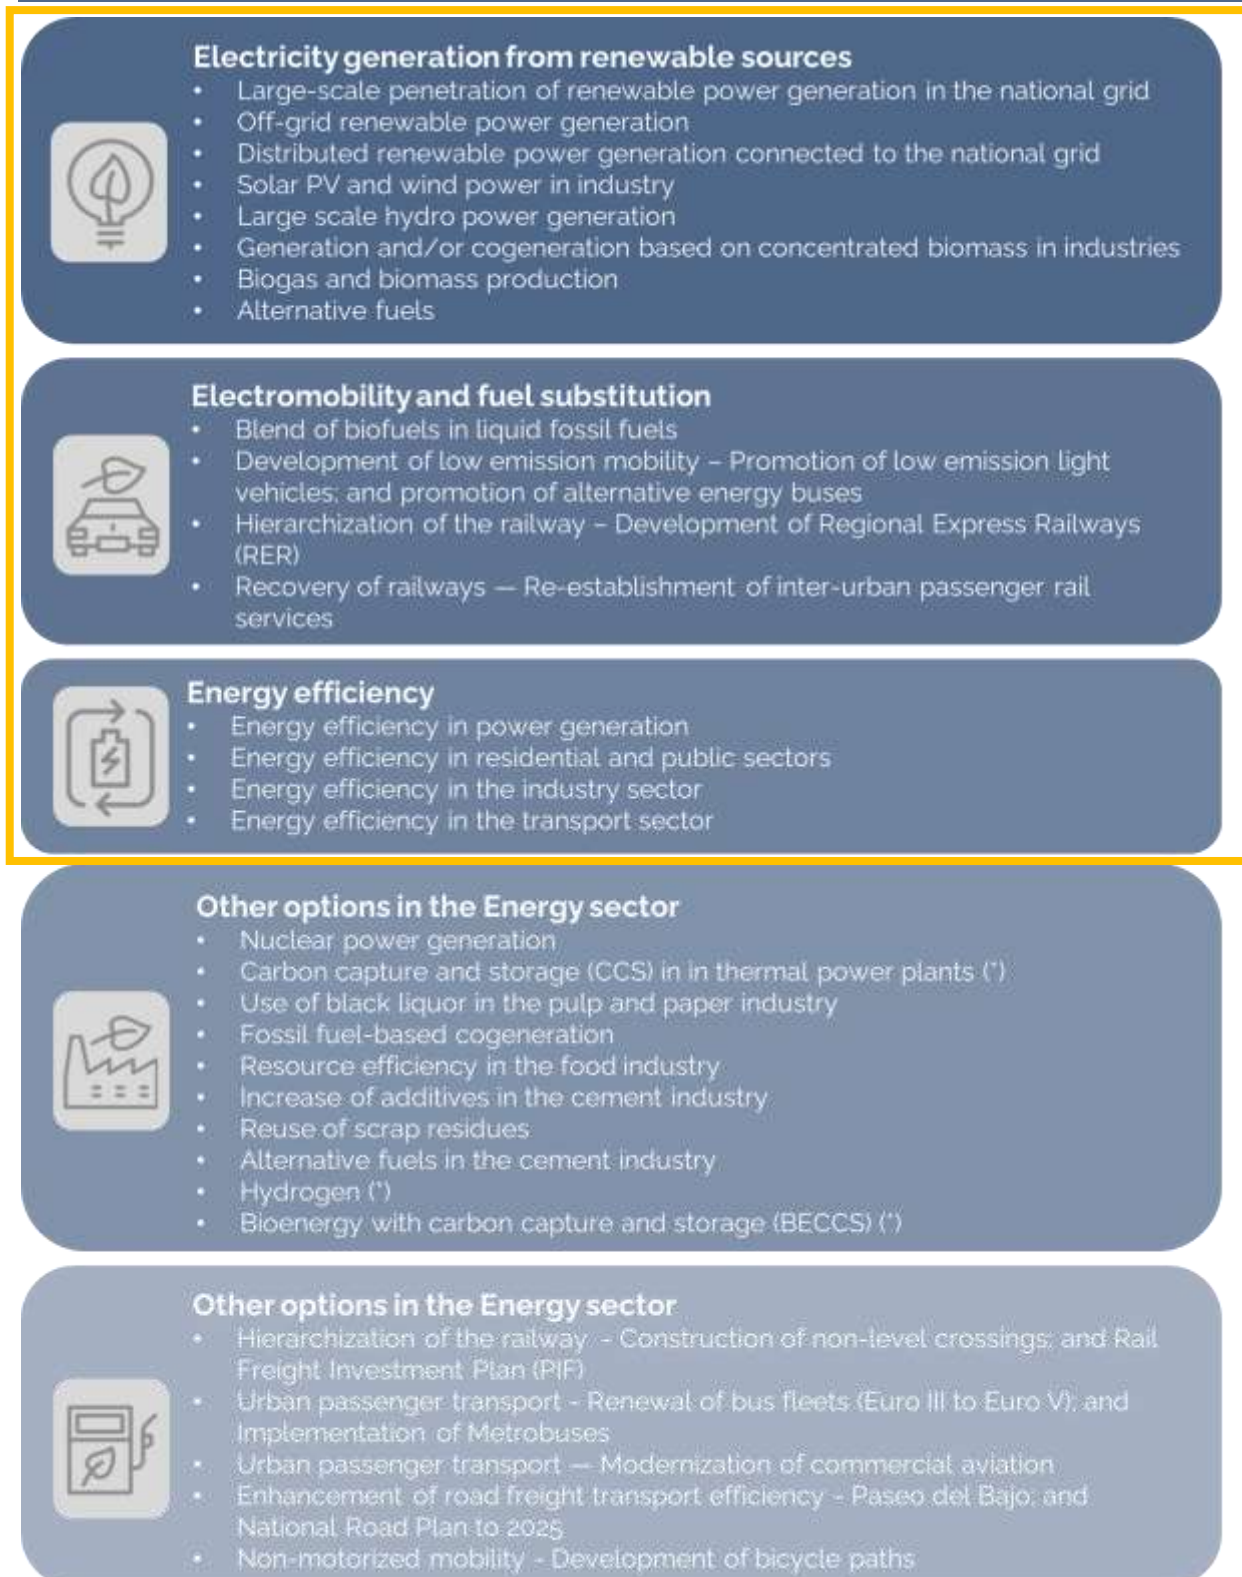 Electricity generation from renewable sources
• Large-scale penetration of renewable power generation in the national grid
• Off-grid renewable power generation
• Distributed renewable power generation connected to the national grid
• Solar PV and wind power in industry
• Large scale hydro power generation
• Generation and/or cogeneration based on concentrated biomass in industries
• Biogas and biomass production
• Alternative fuels
Electromobility and fuel substitution
• Blend of biofuels in liquid fossil fuels
• Development of low emission mobility – Promotion of low emission light
vehicles; and promotion of alternative energy buses
• Hierarchization of the railway – Development of Regional Express Railways
(RER)
• Recovery of railways — Re-establishment of inter-urban passenger rail
services
Energy efficiency
• Energy efficiency in power generation
• Energy efficiency in residential and public sectors
• Energy efficiency in the industry sector
• Energy efficiency in the transport sector
Other options in the Energy sector
• Nuclear power generation
• Carbon capture and storage (CCS) in in thermal power plants (*)
• Use of black liquor in the pulp and paper industry
• Fossil fuel-based cogeneration
• Resource efficiency in the food industry
• Increase of additives in the cement industry
• Reuse of scrap residues
• Alternative fuels in the cement industry
• Hydrogen (*)
• Bioenergy with carbon capture and storage (BECCS) (*)
Other options in the Energy sector
• Hierarchization of the railway - Construction of non-level crossings; and Rail
Freight Investment Plan (PIF)
• Urban passenger transport - Renewal of bus fleets (Euro III to Euro V); and
Implementation of Metrobuses
• Urban passenger transport — Modernization of commercial aviation
• Enhancement of road freight transport efficiency - Paseo del Bajo; and
National Road Plan to 2025
• Non-motorized mobility - Development of bicycle paths